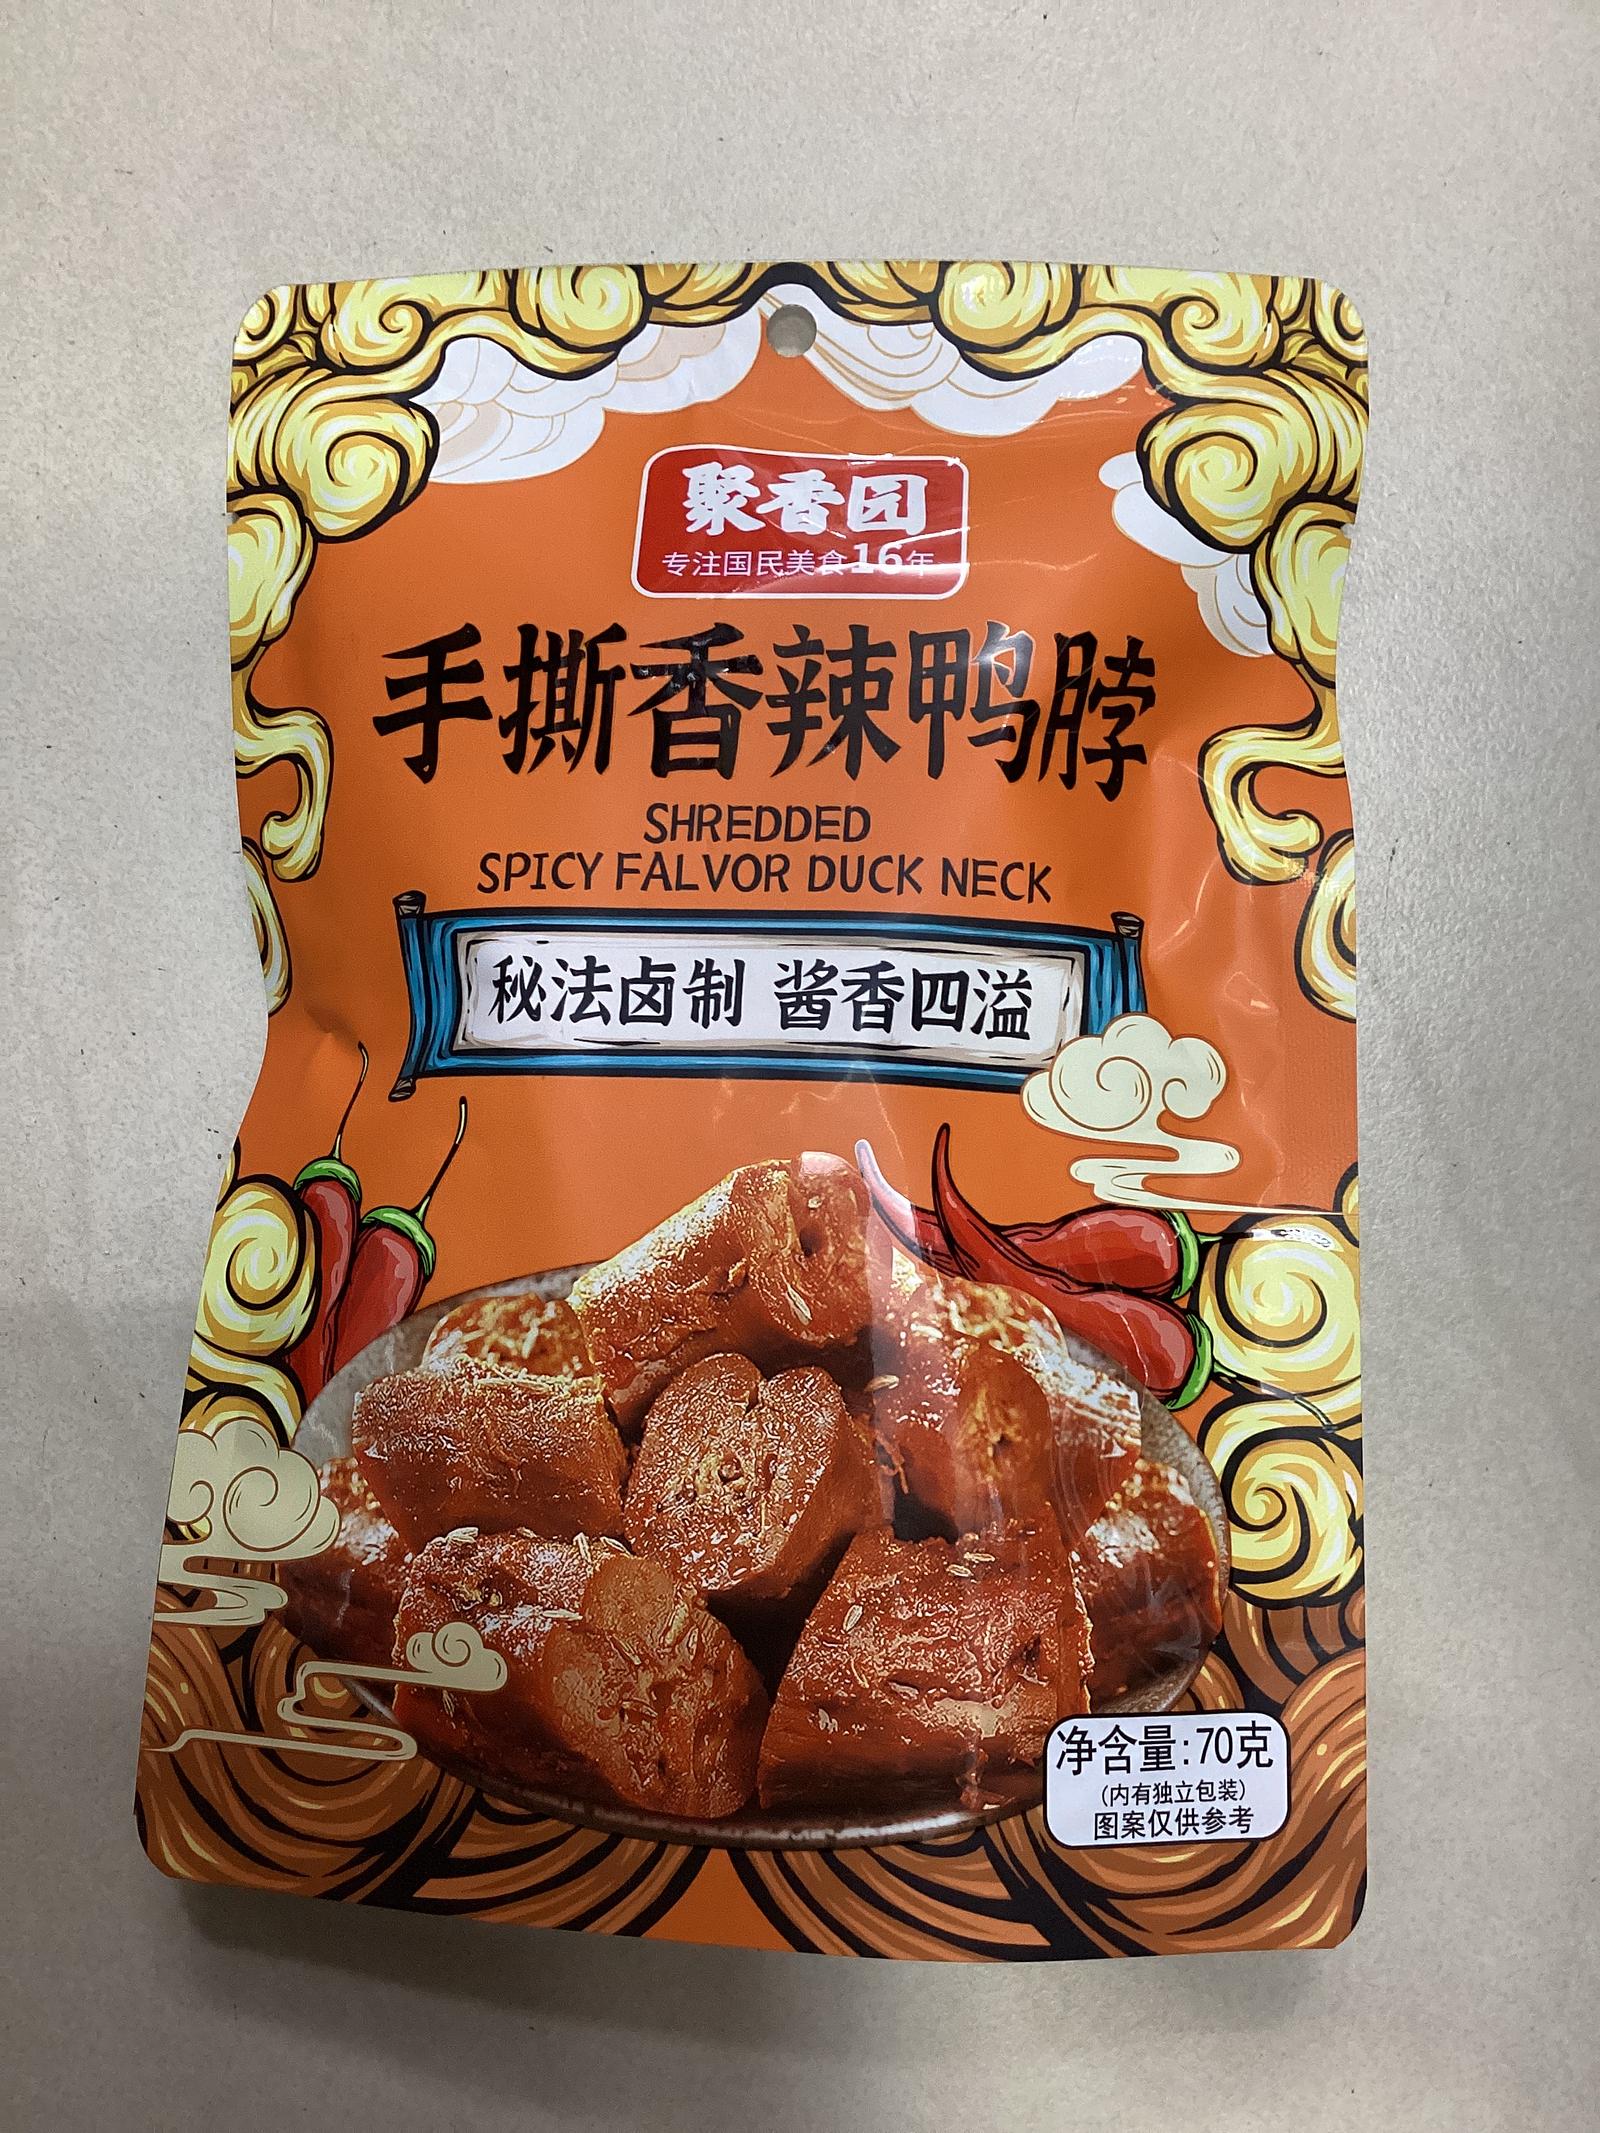 聚香园
专注国民美食16年
手撕香辣鸭脖
SHREDDED
SPICY FALVOR DUCK NECK
秘法卤制 酱香四溢
净含量:70克
(内有独立包装)
图案仅供参考